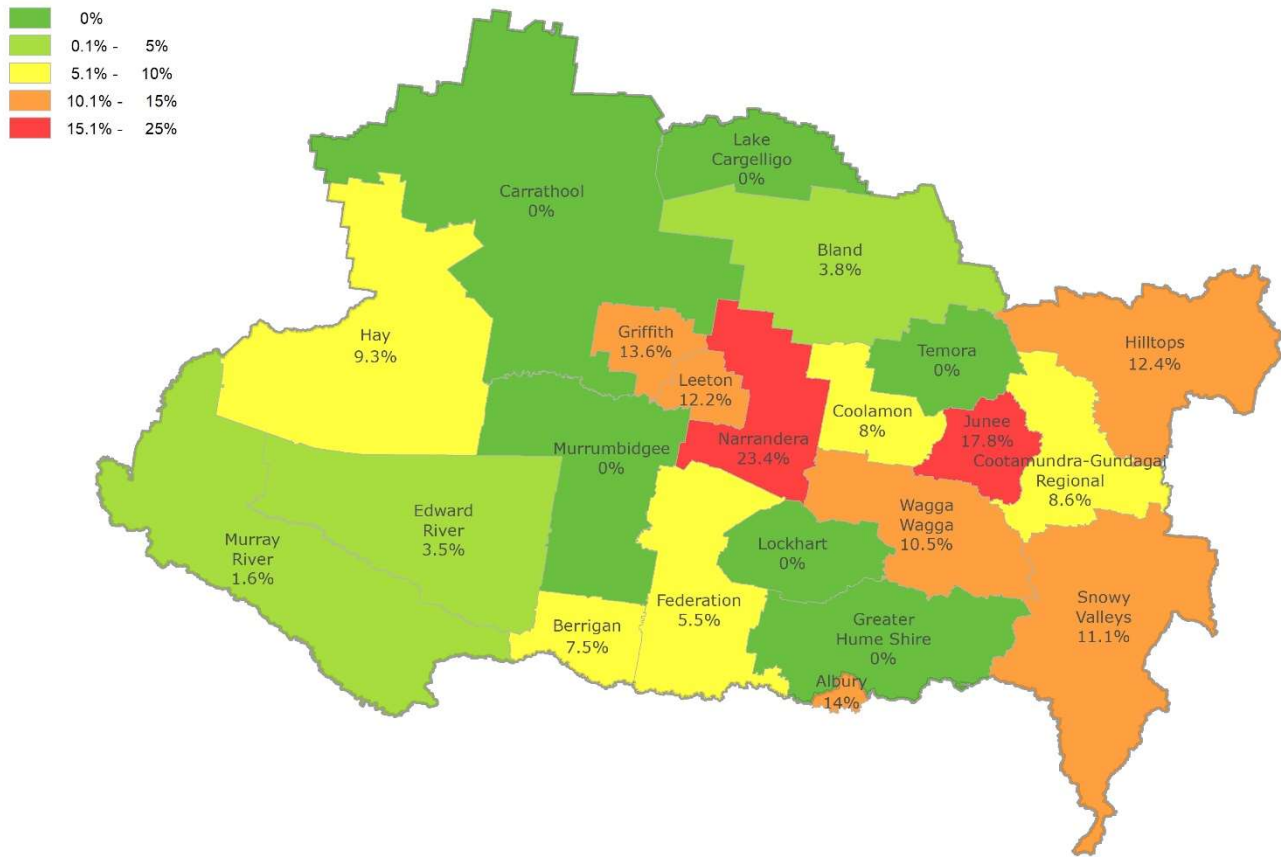 0%
0.1% - 5%
5.1% - 10%
10.1% - 15%
15.1% - 25%
Lake
Cargelligo
0%
Carrathool
0%
Bland
3.8%
Hay
9.3%
Griffith
13.6%
Hilltops
12.4%
Temora
0%
Leeton
12.2%
Coolamon
8%
Junee
17.8%
Narrandera
23.4%
Murrumbidgee
0%
Cootamundra-Gundagai
Regional
8.6%
Edward
River
3.5%
Wagga
Wagga
10.5%
Murray
River
1.6%
Lockhart
0%
Federation
5.5%
Snowy
Valleys
11.1%
Berrigan
7.5%
Greater
Hume Shire
0%
Albury
14%